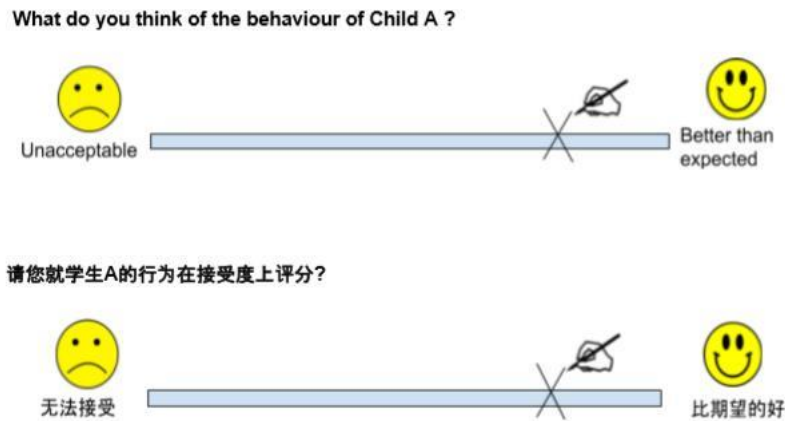 What do you think of the behaviour of Child A ?
Unacceptable
Better than
expected
请您就学生A的行为在接受度上评分?
无法接受
比期望的好